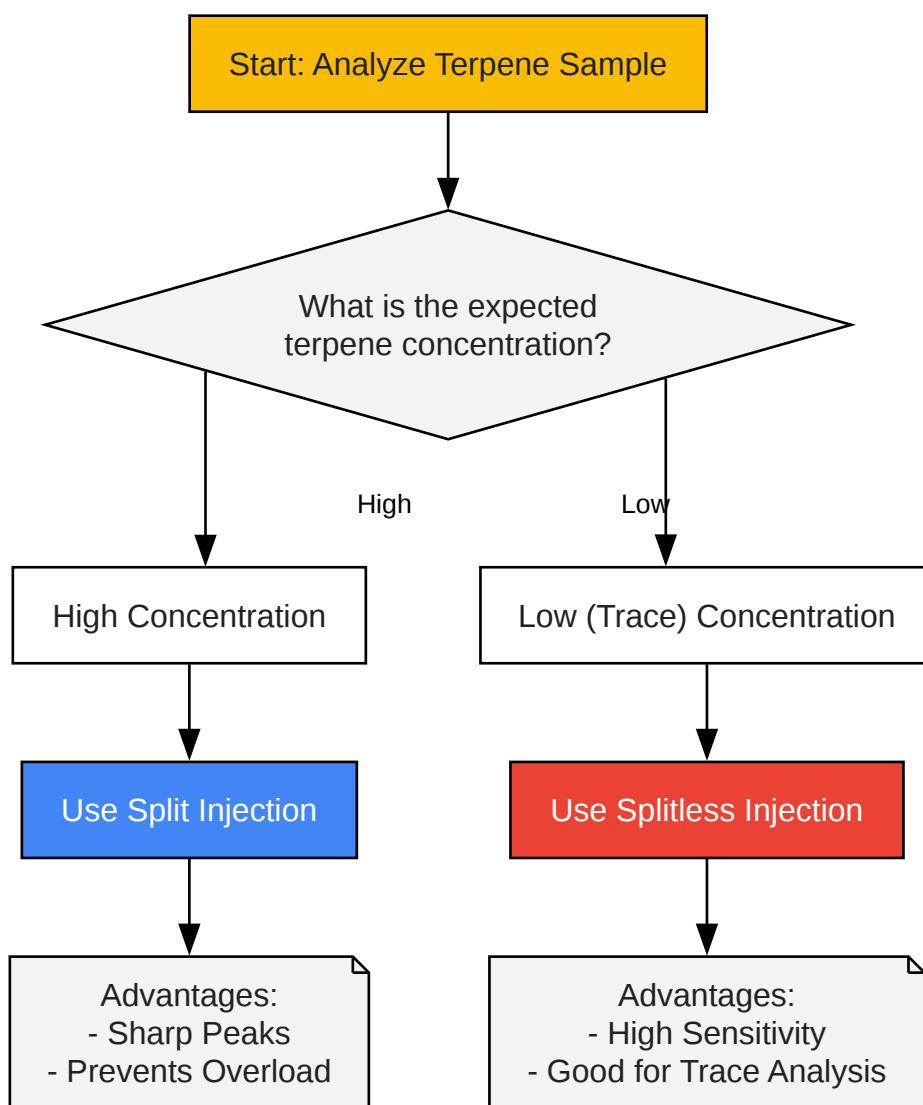 Start: Analyze Terpene Sample
What is the expected
terpene concentration?
High
Low
High Concentration
Low (Trace) Concentration
Use Split Injection
Use Splitless Injection
Advantages:
- Sharp Peaks
- Prevents Overload
Advantages:
- High Sensitivity
- Good for Trace Analysis